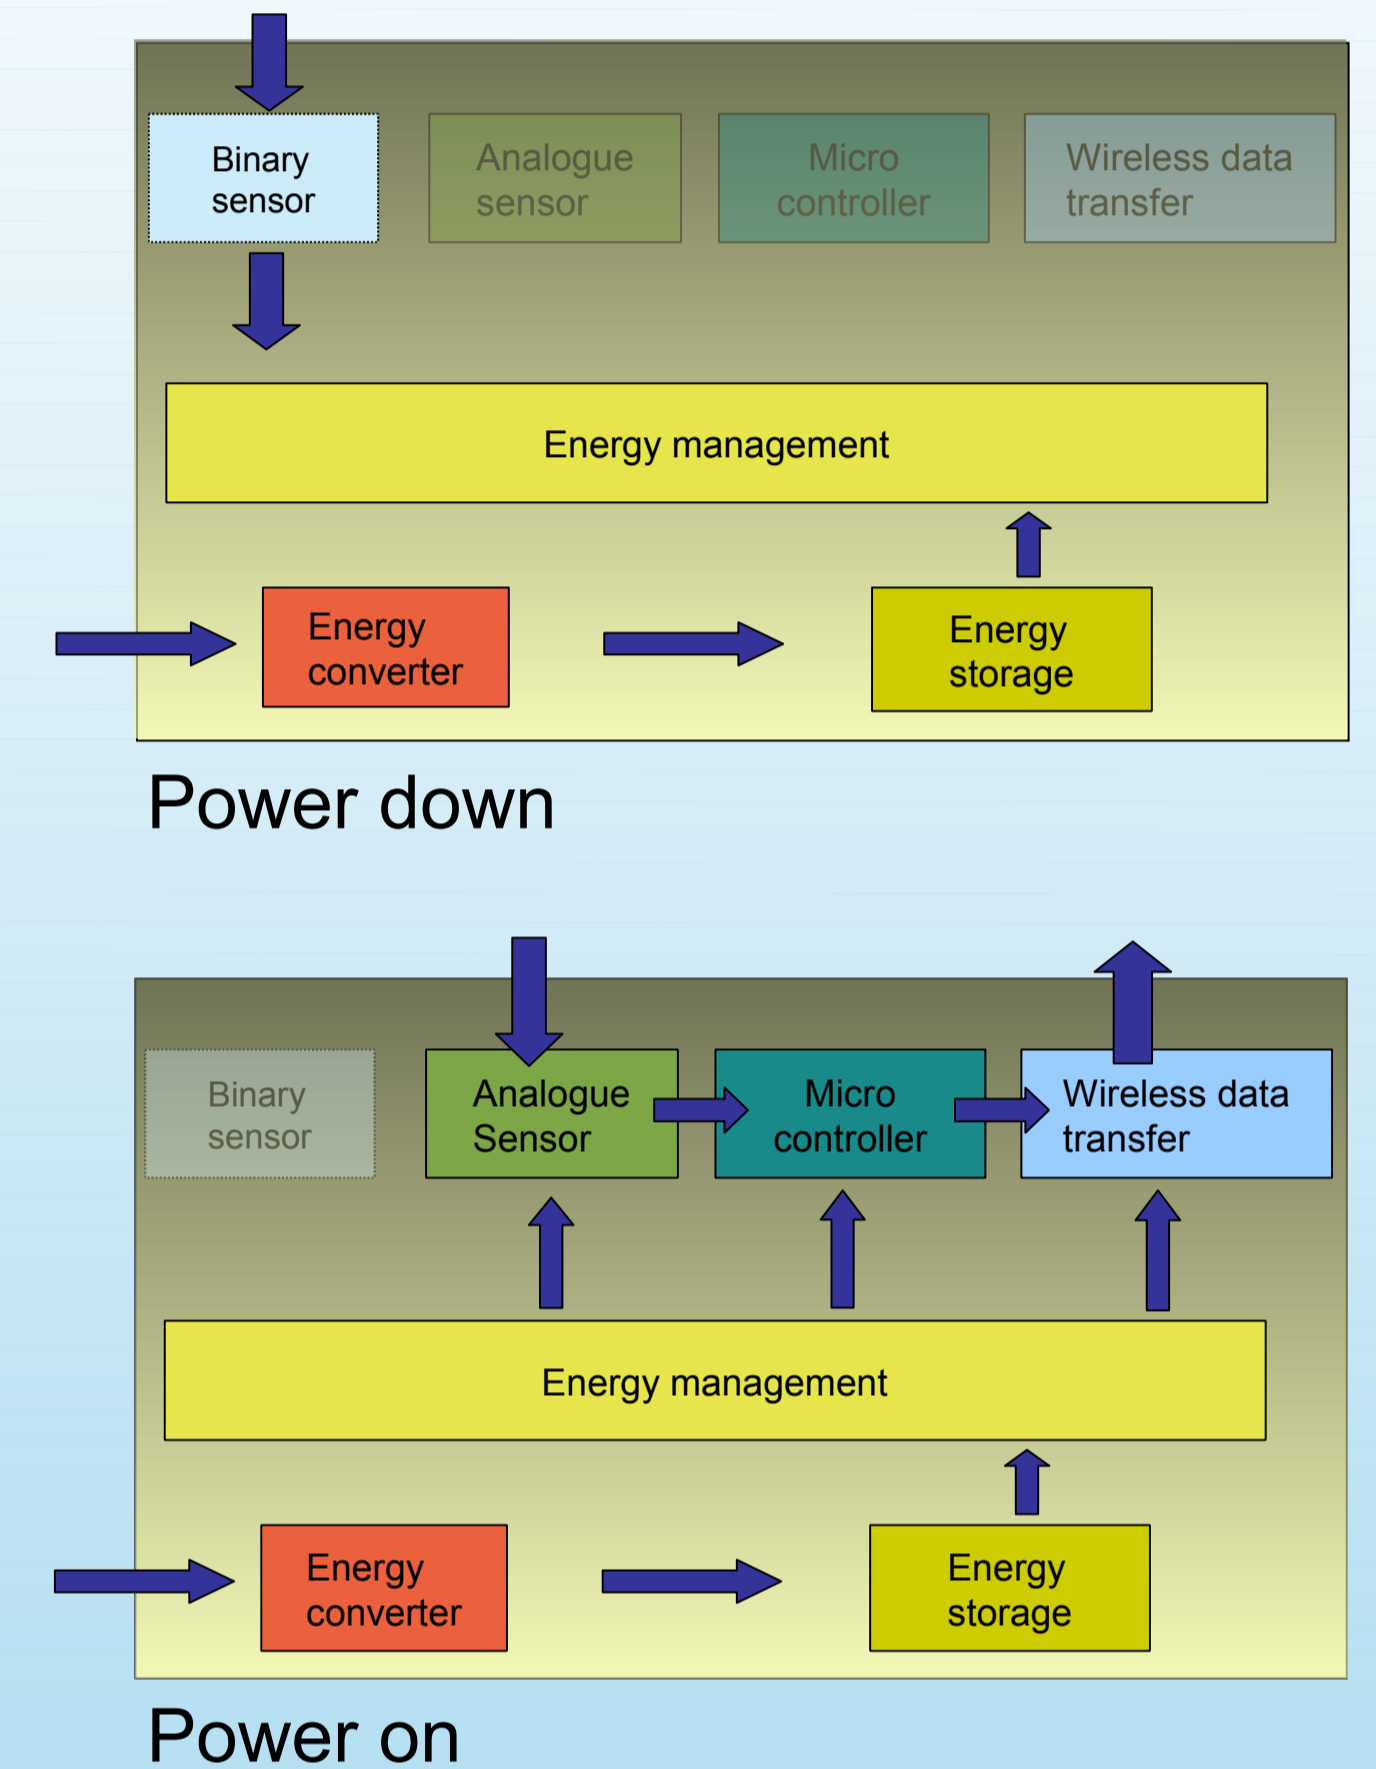 Binary
sensor
Analogue
sensor
Micro
controller
Wireless data
transfer
Energy management
Energy
converter
Energy
storage
Power down
Binary
sensor
Analogue
Sensor
Micro
controller
Wireless data
transfer
Energy management
Energy
converter
Energy
storage
Power on